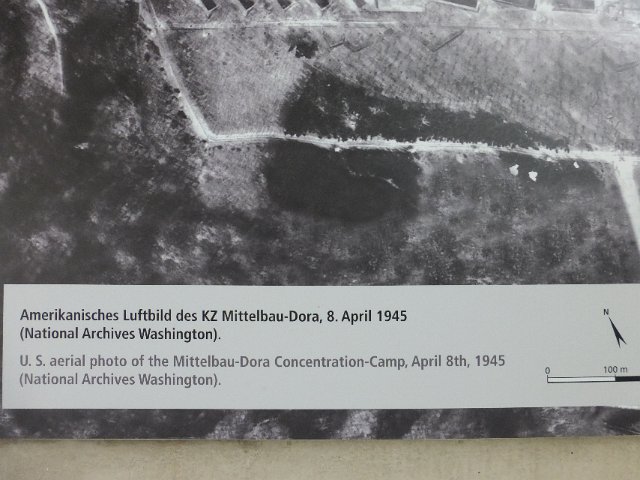 Amerikanisches Luftbild des KZ Mittelbau-Dora, 8. April 1945
(National Archives Washington).
U. S. aerial photo of the Mittelbau-Dora Concentration-Camp, April 8th, 1945
(National Archives Washington).
N
0 100 m